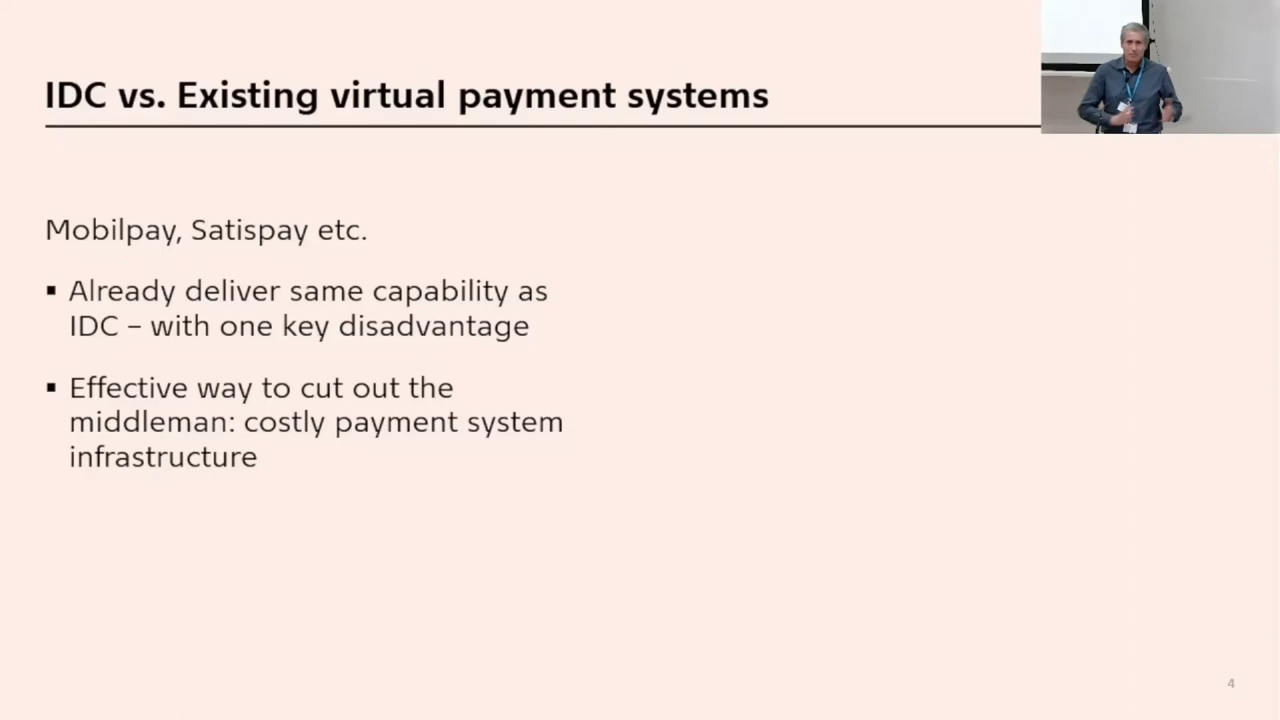 IDC vs. Existing virtual payment systems
Mobilpay, Satispay etc.
▪ Already deliver same capability as
IDC – with one key disadvantage
▪ Effective way to cut out the
middleman: costly payment system
infrastructure
4